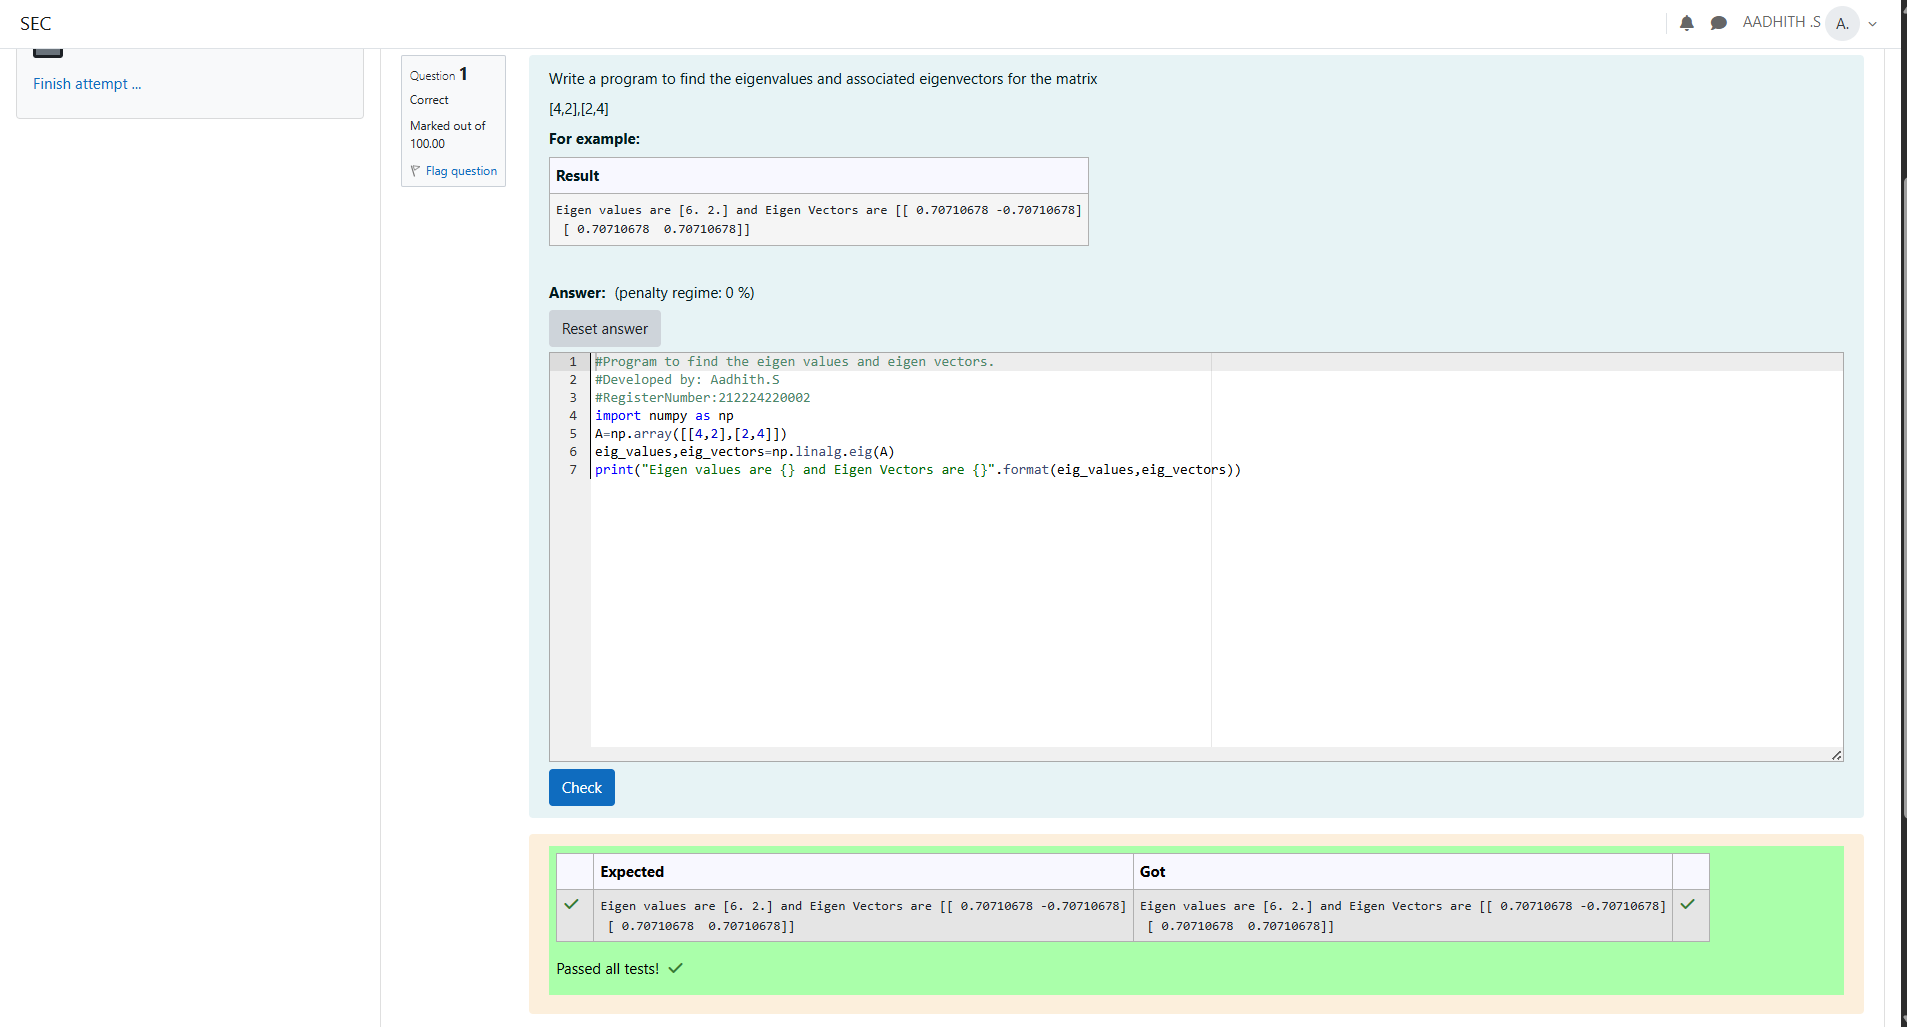 SEC
AADHITH .S
A.
Finish attempt ...
Question 1
Correct
Marked out of
100.00
Flag question
Write a program to find the eigenvalues and associated eigenvectors for the matrix
[4,2],[2,4]
For example:
Result
Eigen values are [6. 2.] and Eigen Vectors are [[ 0.70710678 -0.70710678]
 [ 0.70710678  0.70710678]]
Answer: (penalty regime: 0 %)
Reset answer
1 #Program to find the eigen values and eigen vectors.
2 #Developed by: Aadhith.S
3 #RegisterNumber:212224220002
4 import numpy as np
5 A=np.array([[4,2],[2,4]])
6 eig_values,eig_vectors=np.linalg.eig(A)
7 print("Eigen values are {} and Eigen Vectors are {}".format(eig_values,eig_vectors))
Check
Expected Got
Eigen values are [6. 2.] and Eigen Vectors are [[ 0.70710678 -0.70710678] Eigen values are [6. 2.] and Eigen Vectors are [[ 0.70710678 -0.70710678]
 [ 0.70710678  0.70710678]]  [ 0.70710678  0.70710678]]
Passed all tests!